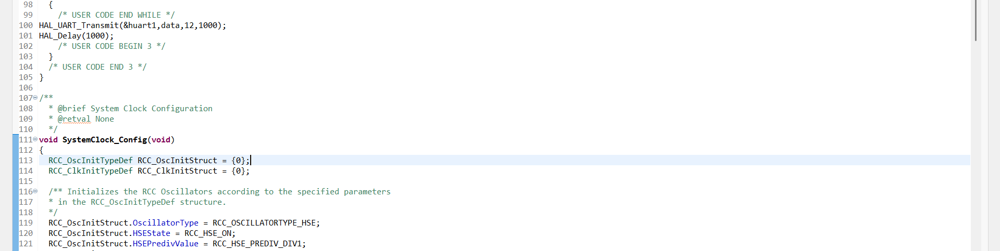 98 {
99 /* USER CODE END WHILE */
100 HAL_UART_Transmit(&huart1,data,12,1000);
101 HAL_Delay(1000);
102 /* USER CODE BEGIN 3 */
103 }
104 /* USER CODE END 3 */
105 }
106
107 /**
108 * @brief System Clock Configuration
109 * @retval None
110 */
111 void SystemClock_Config(void)
112 {
113 RCC_OscInitTypeDef RCC_OscInitStruct = {0};
114 RCC_ClkInitTypeDef RCC_ClkInitStruct = {0};
115
116 /** Initializes the RCC Oscillators according to the specified parameters
117 * in the RCC_OscInitTypeDef structure.
118 */
119 RCC_OscInitStruct.OscillatorType = RCC_OSCILLATORTYPE_HSE;
120 RCC_OscInitStruct.HSEState = RCC_HSE_ON;
121 RCC_OscInitStruct.HSEPredivValue = RCC_HSE_PREDIV_DIV1;